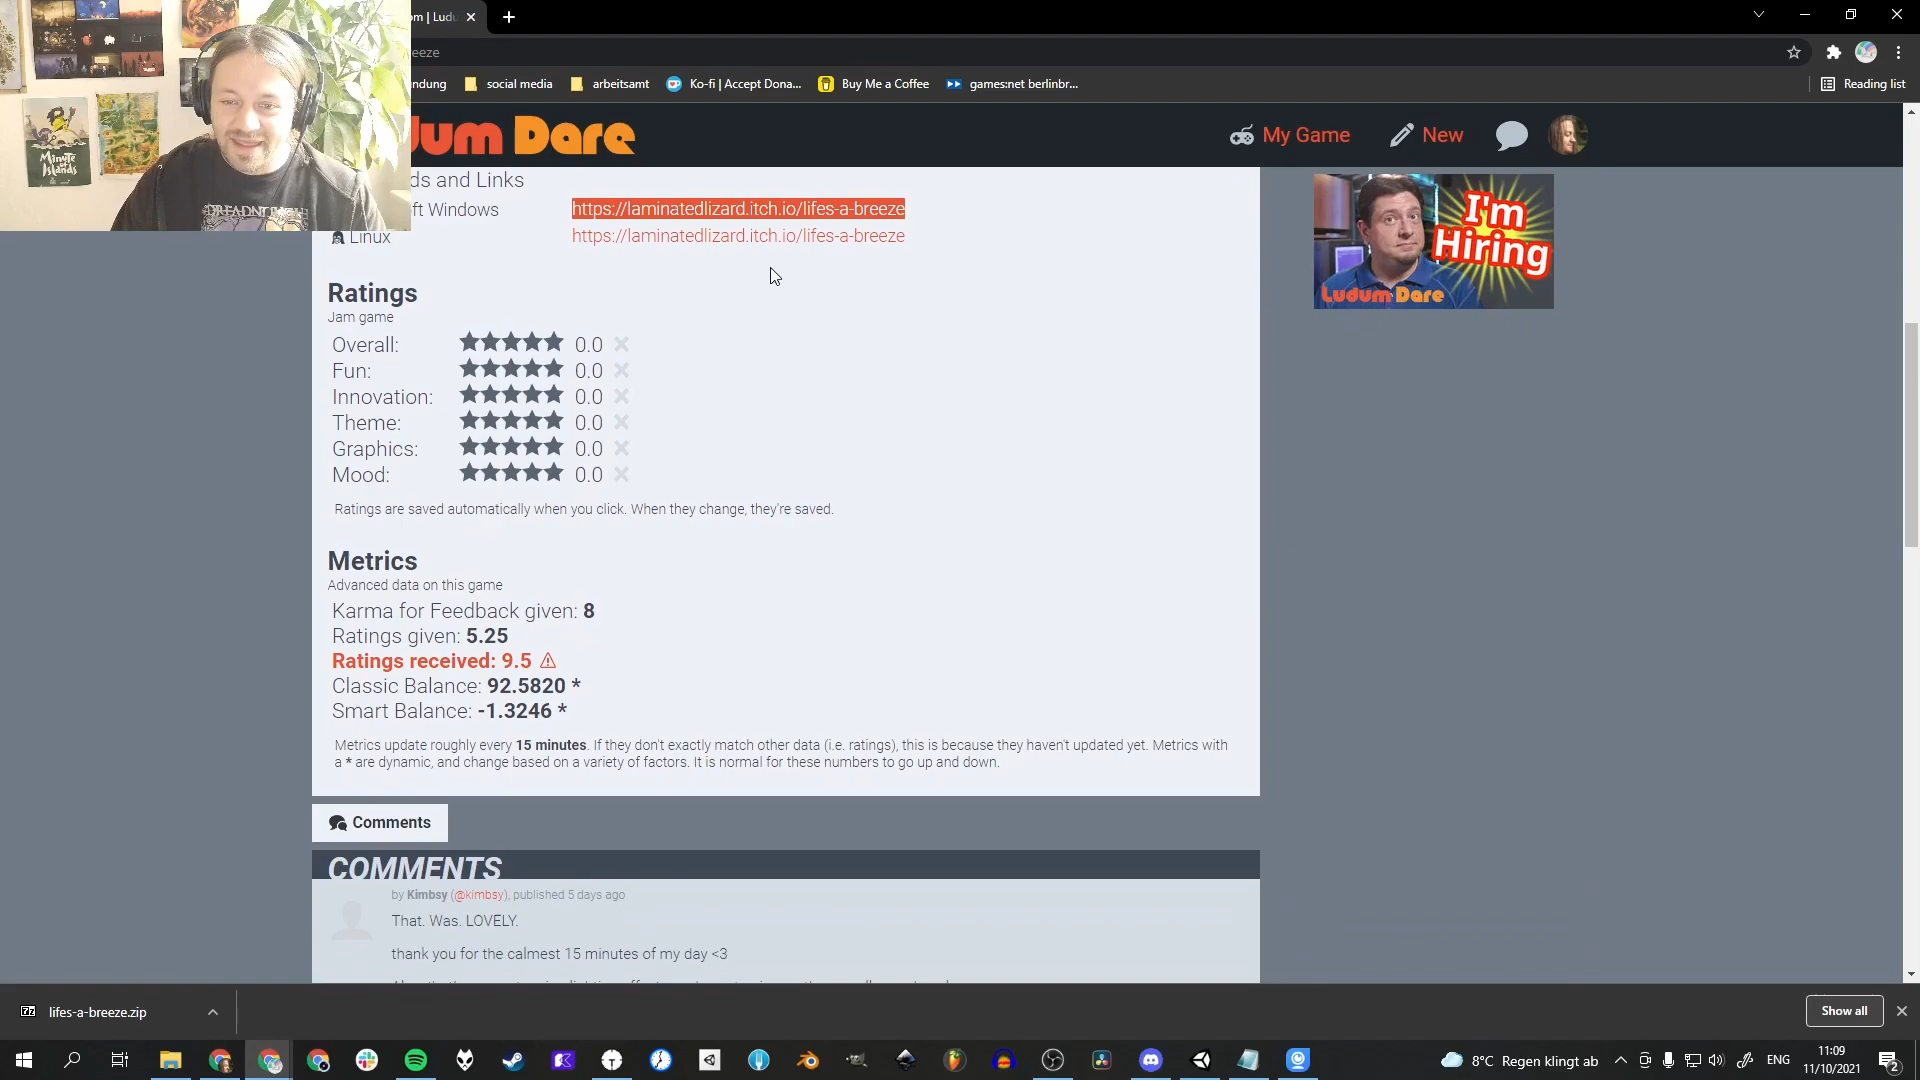 om | Ludu
eeze
indung
social media
arbeitsamt
Ko-fi | Accept Dona...
Buy Me a Coffee
games:net berlinbr...
Reading list
Minute of Islands
um Dare
My Game
New
ds and Links
ft Windows
https://laminatedlizard.itch.io/lifes-a-breeze
Linux
https://laminatedlizard.itch.io/lifes-a-breeze
I'm
Hiring
Ludum Dare
Ratings
Jam game
Overall: 0.0
Fun: 0.0
Innovation: 0.0
Theme: 0.0
Graphics: 0.0
Mood: 0.0
Ratings are saved automatically when you click. When they change, they're saved.
Metrics
Advanced data on this game
Karma for Feedback given: 8
Ratings given: 5.25
Ratings received: 9.5
Classic Balance: 92.5820 *
Smart Balance: -1.3246 *
Metrics update roughly every 15 minutes. If they don't exactly match other data (i.e. ratings), this is because they haven't updated yet. Metrics with
a * are dynamic, and change based on a variety of factors. It is normal for these numbers to go up and down.
Comments
COMMENTS
by Kimbsy (@kimbsy), published 5 days ago
That. Was. LOVELY.
thank you for the calmest 15 minutes of my day <3
lifes-a-breeze.zip
Show all
8°C Regen klingt ab
ENG
11:09
11/10/2021
2